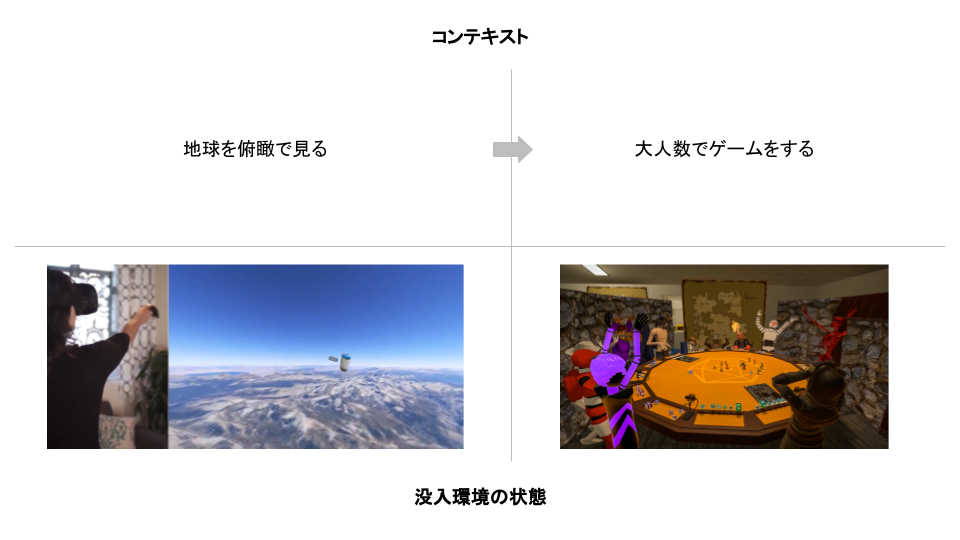 コンテキスト
地球を俯瞰で見る
大人数でゲームをする
没入環境の状態